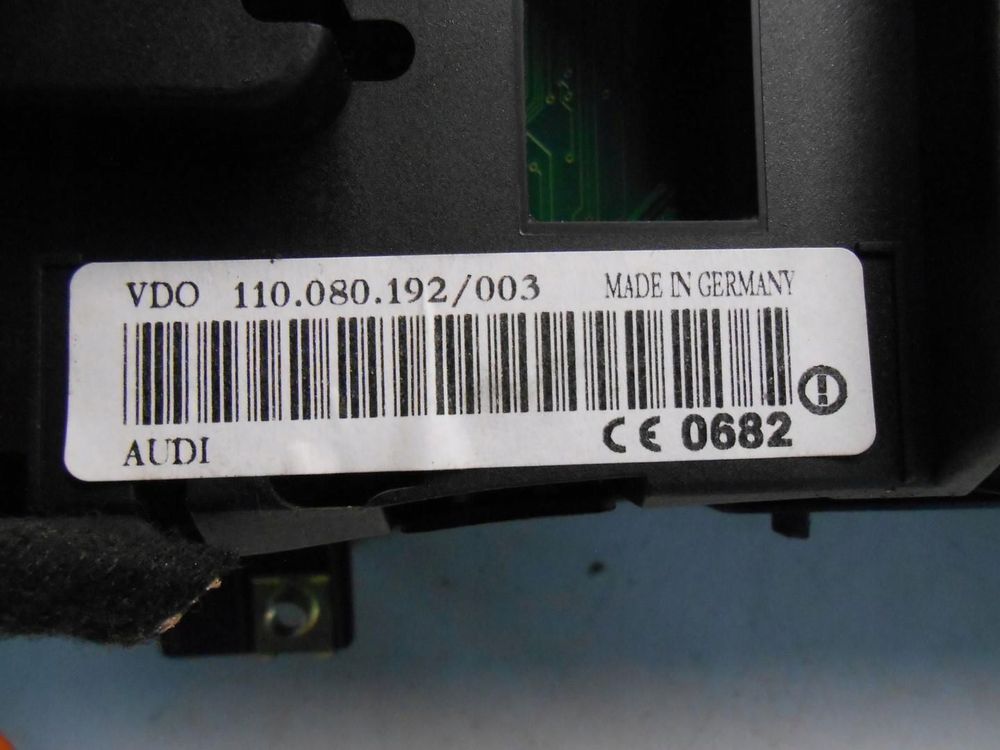 VDO 110.080.192/003 MADE IN GERMANY
AUDI CE 0682